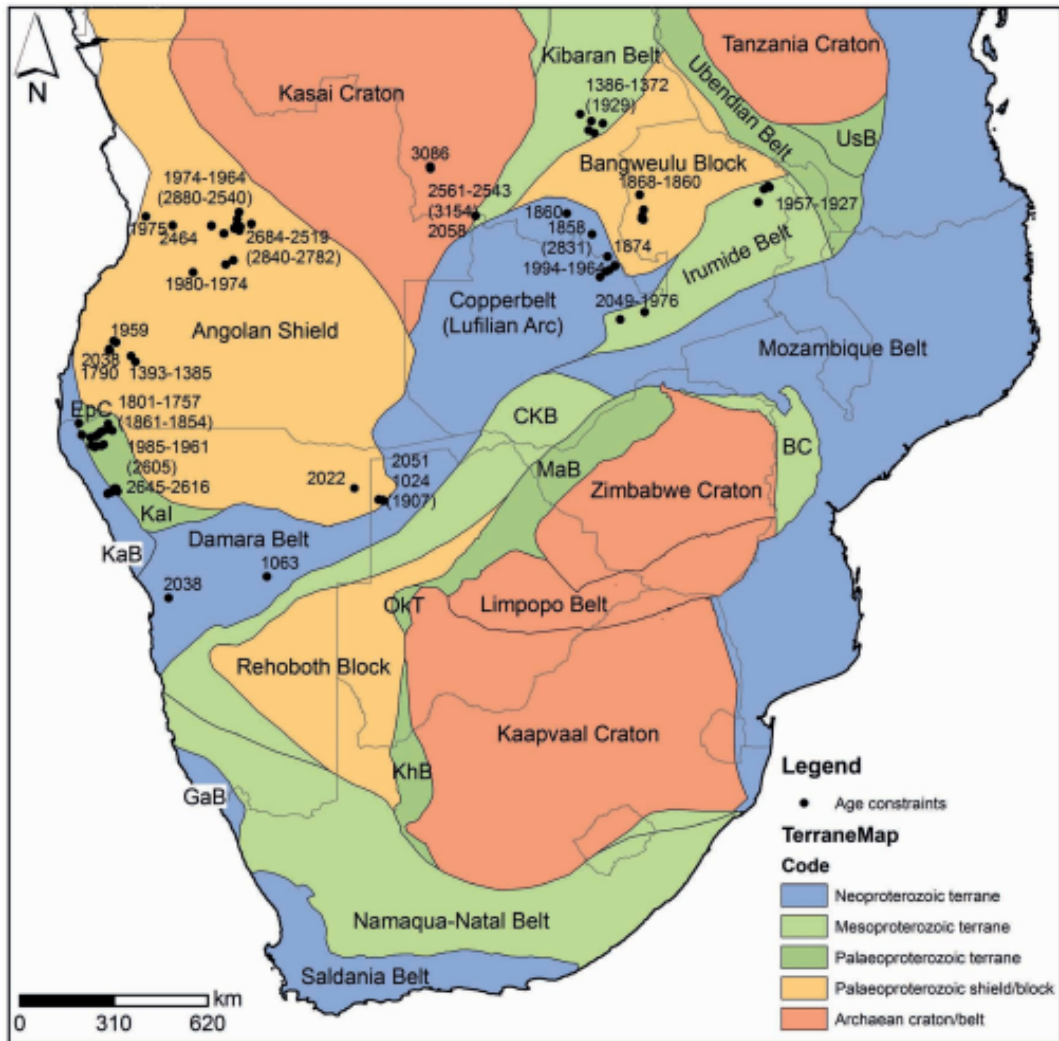 N
Kasai Craton
Kibaran Belt
1386-1372
(1929)
Tanzania Craton
Ubendian Belt
UsB
Bangweulu Block
1868-1860
1957-1927
3086
2561-2543
(3154)
2058
1974-1964
(2880-2540)
1975
2464
2684-2519
(2840-2782)
1980-1974
1860
1858
(2831)
1874
1994-1964
Irumide Belt
2049-1976
Copperbelt
(Lufilian Arc)
Angolan Shield
Mozambique Belt
1959
2038
1790
1393-1385
EpC
1801-1757
(1861-1854)
1985-1961
(2605)
2645-2616
KaI
KaB
2022
2051
1024
(1907)
CKB
MaB
BC
Zimbabwe Craton
Damara Belt
1063
2038
OkT
Limpopo Belt
Rehoboth Block
Kaapvaal Craton
KhB
GaB
Namaqua-Natal Belt
Saldania Belt
km
0 310 620
Legend
Age constraints
TerraneMap
Code
Neoproterozoic terrane
Mesoproterozoic terrane
Palaeoproterozoic terrane
Palaeoproterozoic shield/block
Archaean craton/belt